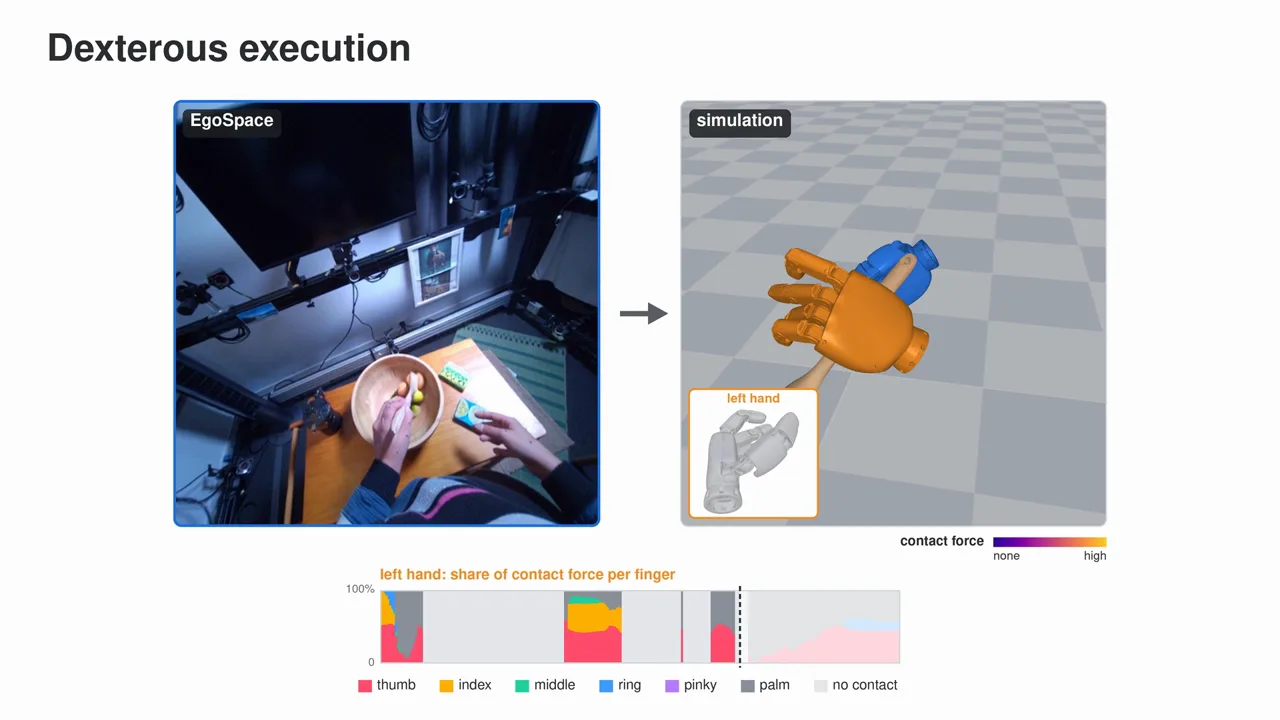 Dexterous execution
EgoSpace
simulation
left hand
contact force
none high
left hand: share of contact force per finger
100%
0
thumb index middle ring pinky palm no contact